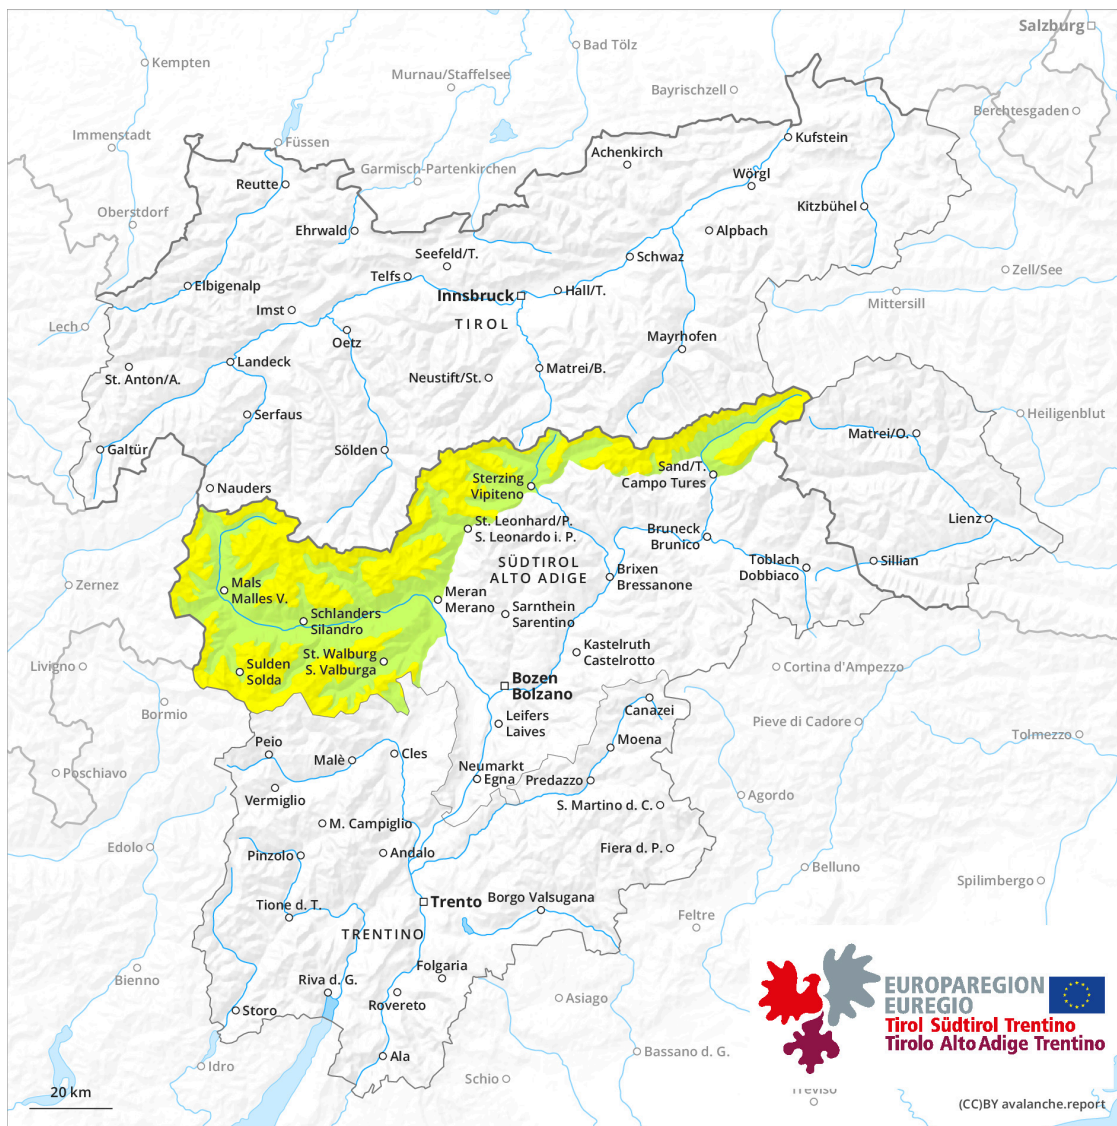 Salzburg
Bad Tölz
Kempten
Murnau/Staffelsee
Bayrischzell
Berchtesgaden
Immenstadt
Kufstein
Füssen
Achenkirch
Garmisch-Partenkirchen
Wörgl
Reutte
Kitzbühel
Oberstdorf
Ehrwald
Alpbach
Seefeld/T.
Schwaz
Telfs
Zell/See
Elbigenalp
Innsbruck
Hall/T.
Mittersill
Imst
TIROL
Lech
Oetz
Mayrhofen
Landeck
Matrei/B.
St. Anton/A.
Neustift/St.
Serfaus
Heiligenblut
Matrei/O.
Galtür
Sölden
Sand/T.
Campo Tures
Sterzing
Vipiteno
Nauders
St. Leonhard/P.
S. Leonardo i. P.
Lienz
Bruneck
Brunico
SÜDTIROL
ALTO ADIGE
Toblach
Dobbiaco
Sillian
Brixen
Bressanone
Zernez
Mals
Malles V.
Meran
Merano
Schlanders
Silandro
Sarnthein
Sarentino
Kastelruth
Castelrotto
St. Walburg
S. Valburga
Livigno
Sulden
Solda
Cortina d'Ampezzo
Bozen
Bolzano
Bormio
Canazei
Leifers
Laives
Pieve di Cadore
Tolmezzo
Peio
Moena
Malè
Cles
Neumarkt
Egna
Predazzo
Poschiavo
Vermiglio
Agordo
S. Martino d. C.
M. Campiglio
Edolo
Pinzolo
Andalo
Fiera d. P.
Belluno
Spilimbergo
Tione d. T.
Trento
Borgo Valsugana
Feltre
TRENTINO
Folgaria
Bienno
Riva d. G.
Rovereto
Asiago
Storo
EUROPAREGION
EUREGIO
Tirol Südtirol Trentino
Tirolo Alto Adige Trentino
Ala
Idro
Schio
Bassano d. G.
20 km
Treviso
(CC)BY avalanche.report